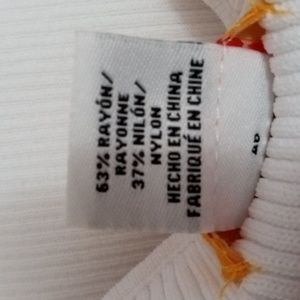 63% RAYÓN/
RAYONNE
37% NILÓN/
NYLON
HECHO EN CHINA
FABRIQUÉ EN CHINE